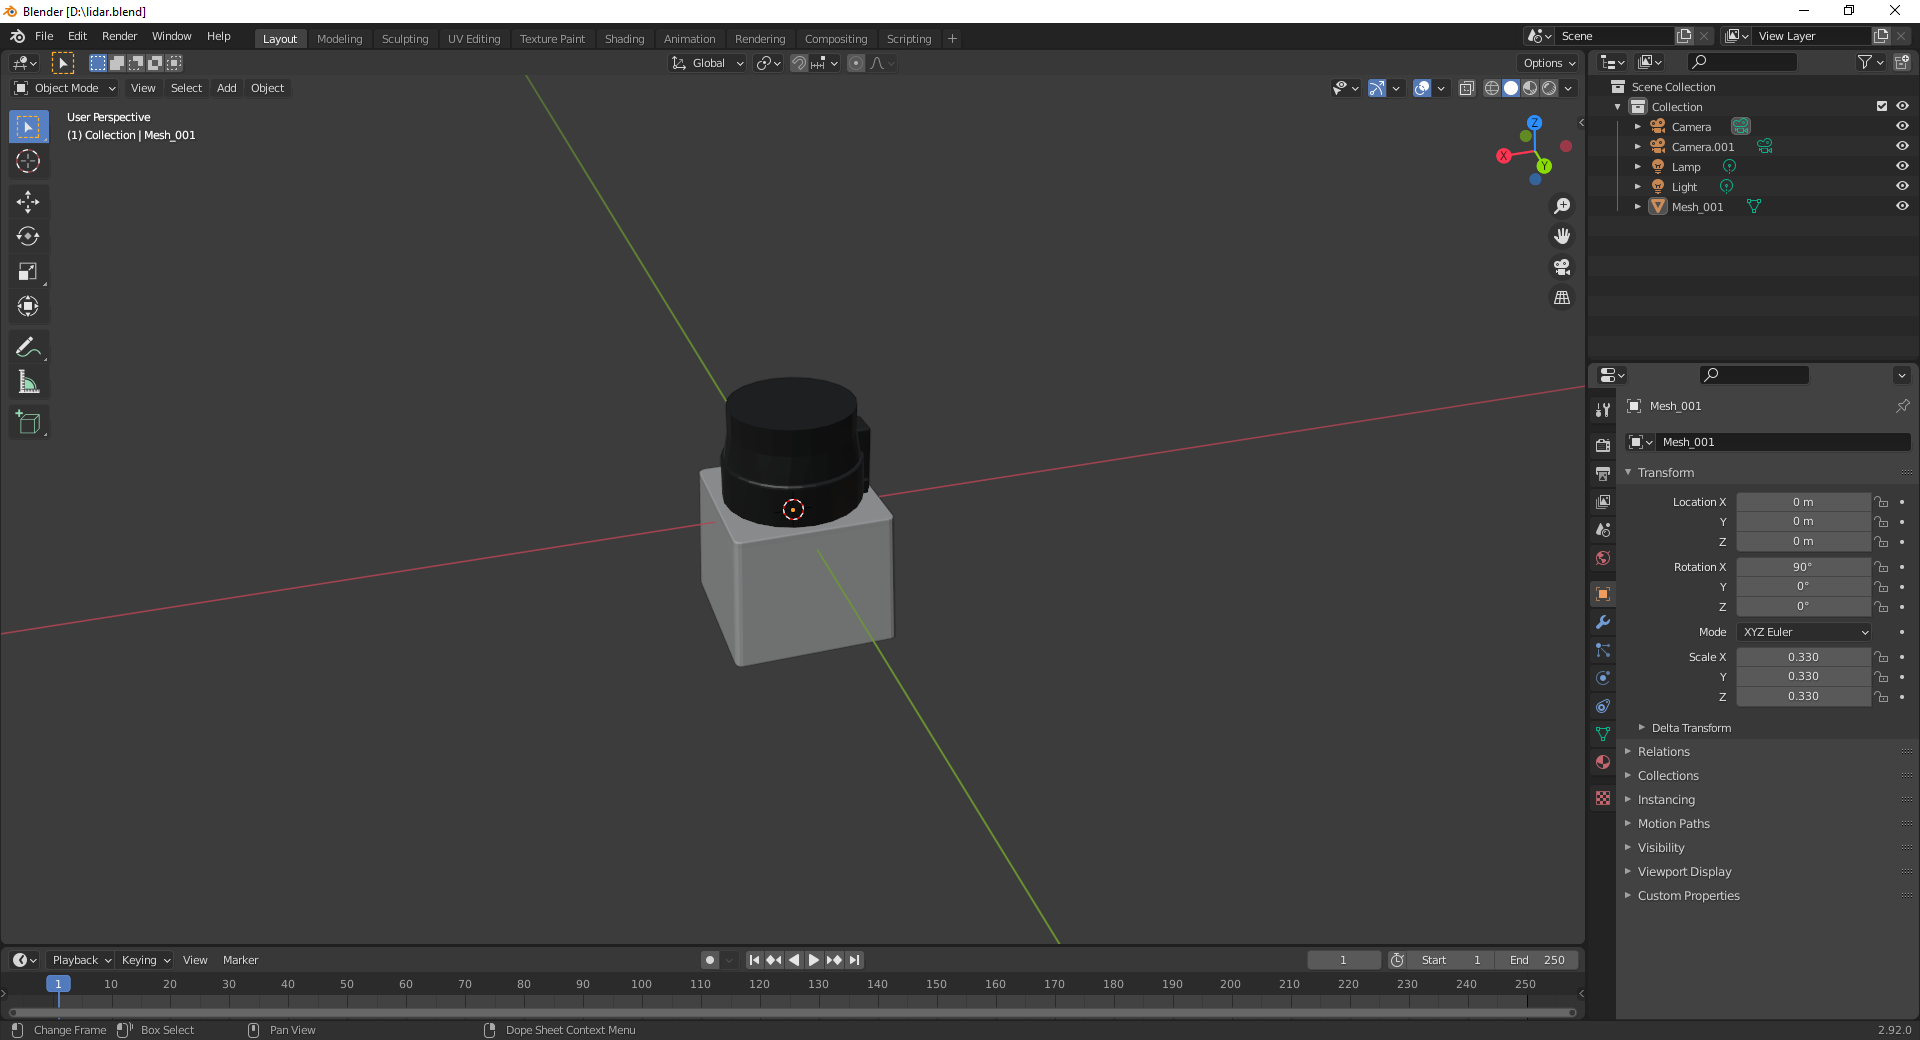 Blender [D:\lidar.blend]
File Edit Render Window Help Layout Modeling Sculpting UV Editing Texture Paint Shading Animation Rendering Compositing Scripting + Scene View Layer
Global Options
Object Mode View Select Add Object
User Perspective
(1) Collection | Mesh_001
Z
X
Y
Scene Collection
Collection
Camera
Camera.001
Lamp
Light
Mesh_001
Mesh_001
Mesh_001
Transform
Location X 0 m
Y 0 m
Z 0 m
Rotation X 90°
Y 0°
Z 0°
Mode XYZ Euler
Scale X 0.330
Y 0.330
Z 0.330
Delta Transform
Relations
Collections
Instancing
Motion Paths
Visibility
Viewport Display
Custom Properties
Playback Keying View Marker 1 Start 1 End 250
1 10 20 30 40 50 60 70 80 90 100 110 120 130 140 150 160 170 180 190 200 210 220 230 240 250
Change Frame Box Select Pan View Dope Sheet Context Menu 2.92.0